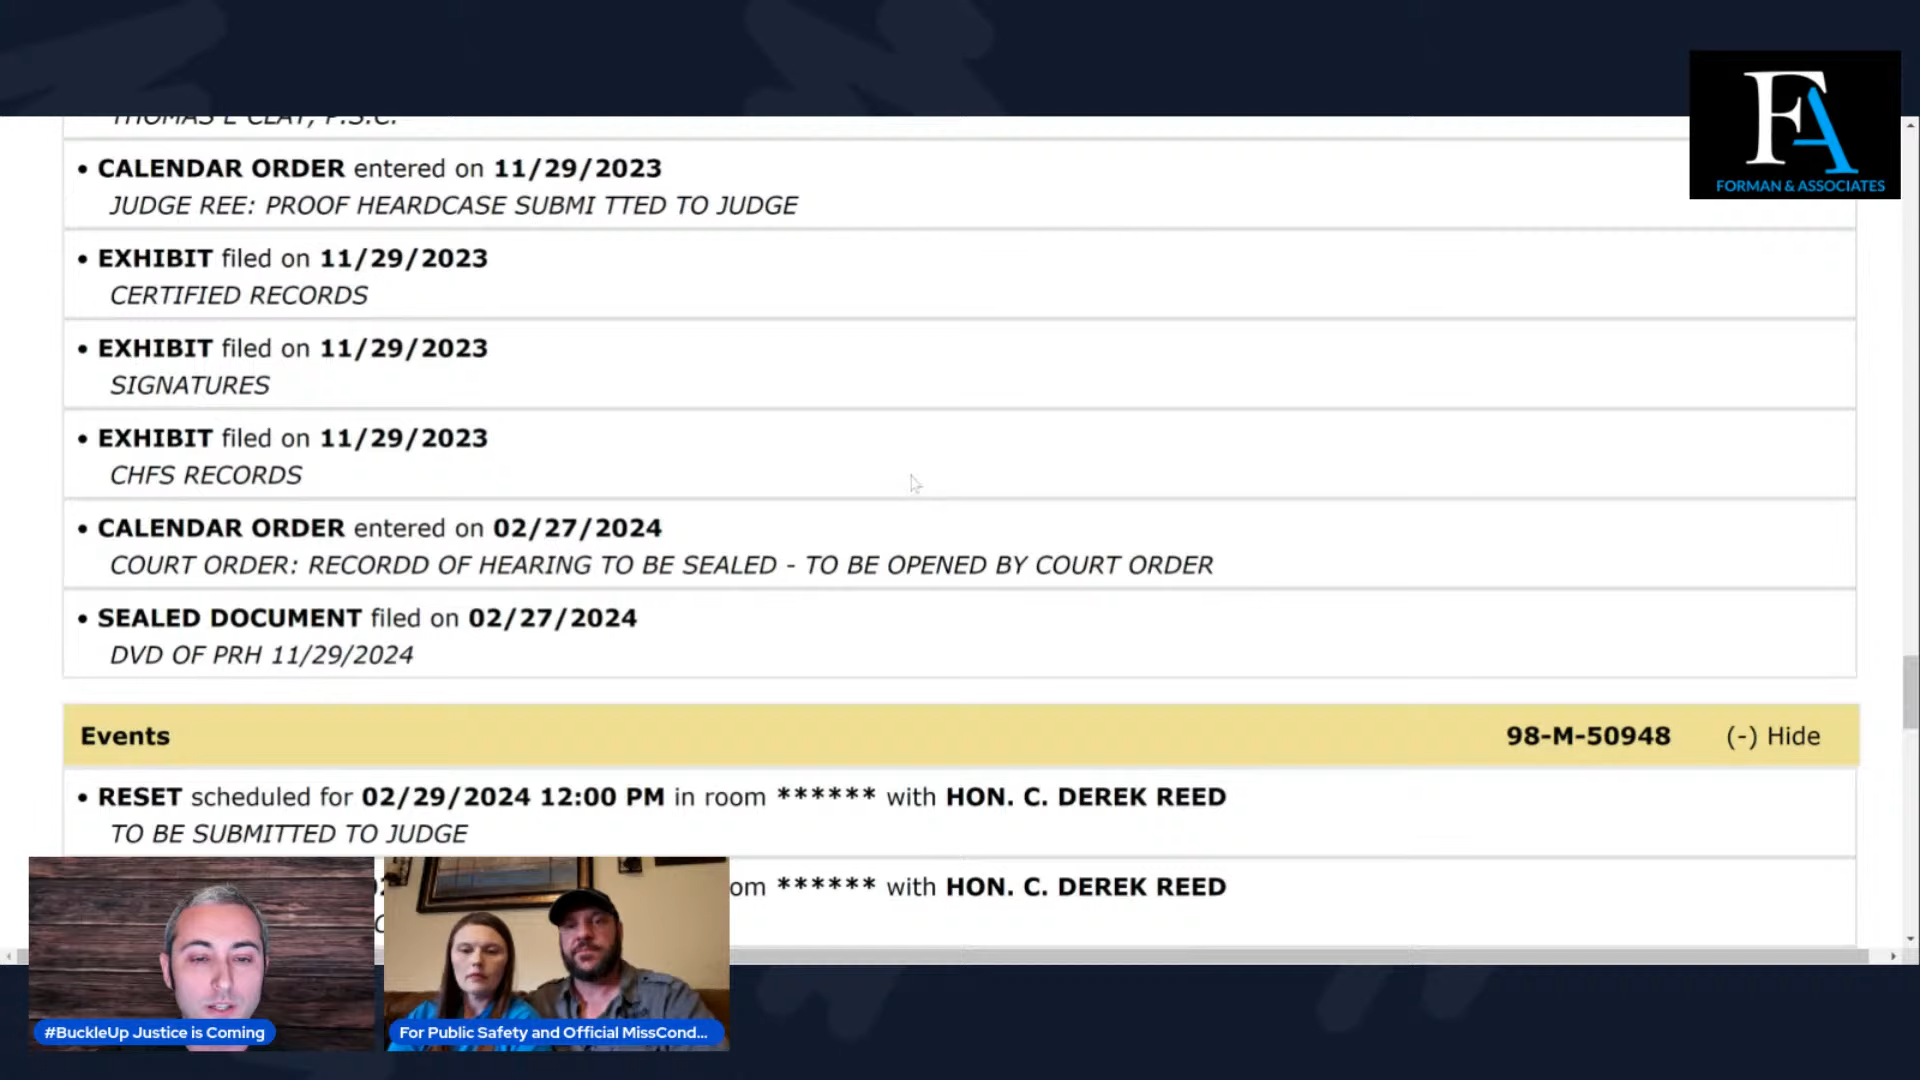 THOMAS E CLAY, P.S.C.
• CALENDAR ORDER entered on 11/29/2023
JUDGE REE: PROOF HEARDCASE SUBMI TTED TO JUDGE
• EXHIBIT filed on 11/29/2023
CERTIFIED RECORDS
• EXHIBIT filed on 11/29/2023
SIGNATURES
• EXHIBIT filed on 11/29/2023
CHFS RECORDS
• CALENDAR ORDER entered on 02/27/2024
COURT ORDER: RECORDD OF HEARING TO BE SEALED - TO BE OPENED BY COURT ORDER
• SEALED DOCUMENT filed on 02/27/2024
DVD OF PRH 11/29/2024
Events 98-M-50948 (-) Hide
• RESET scheduled for 02/29/2024 12:00 PM in room ****** with HON. C. DEREK REED
TO BE SUBMITTED TO JUDGE
om ****** with HON. C. DEREK REED
FA
FORMAN & ASSOCIATES
#BuckleUp Justice is Coming
For Public Safety and Official MissCond...